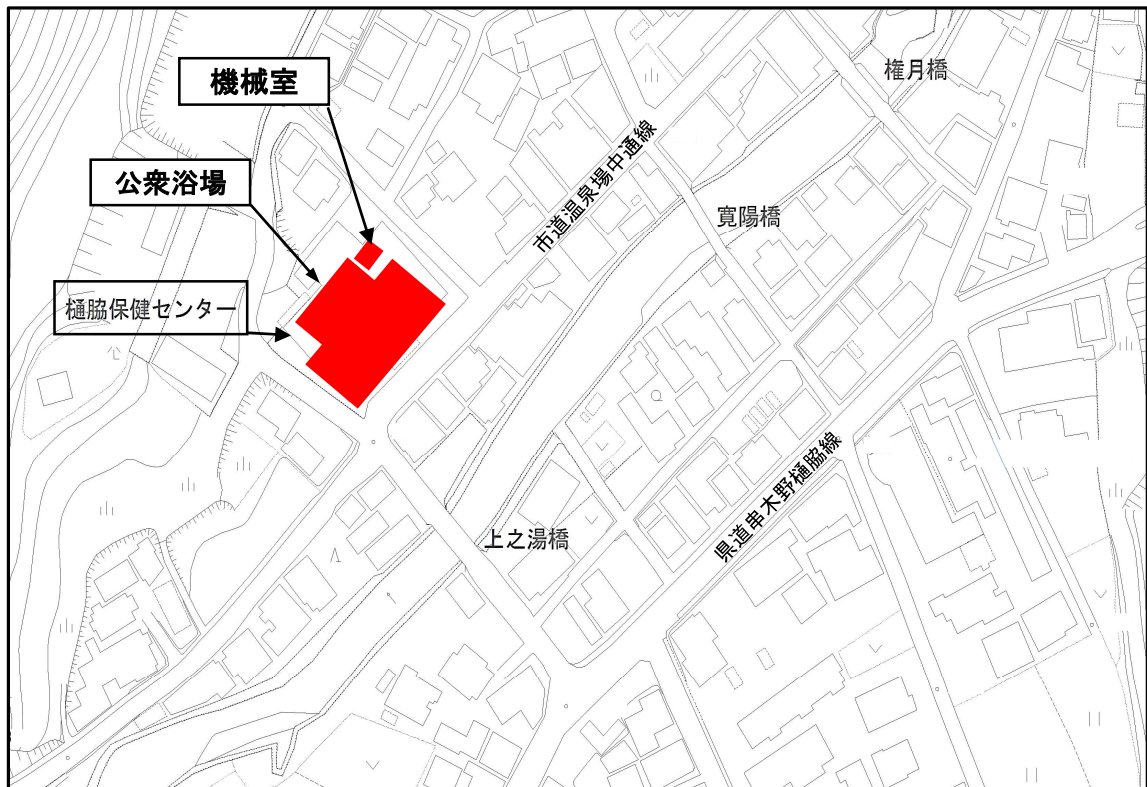 機械室
権月橋
公衆浴場
市道温泉場中通線
寛陽橋
樋脇保健センター
県道串木野樋脇線
上之湯橋